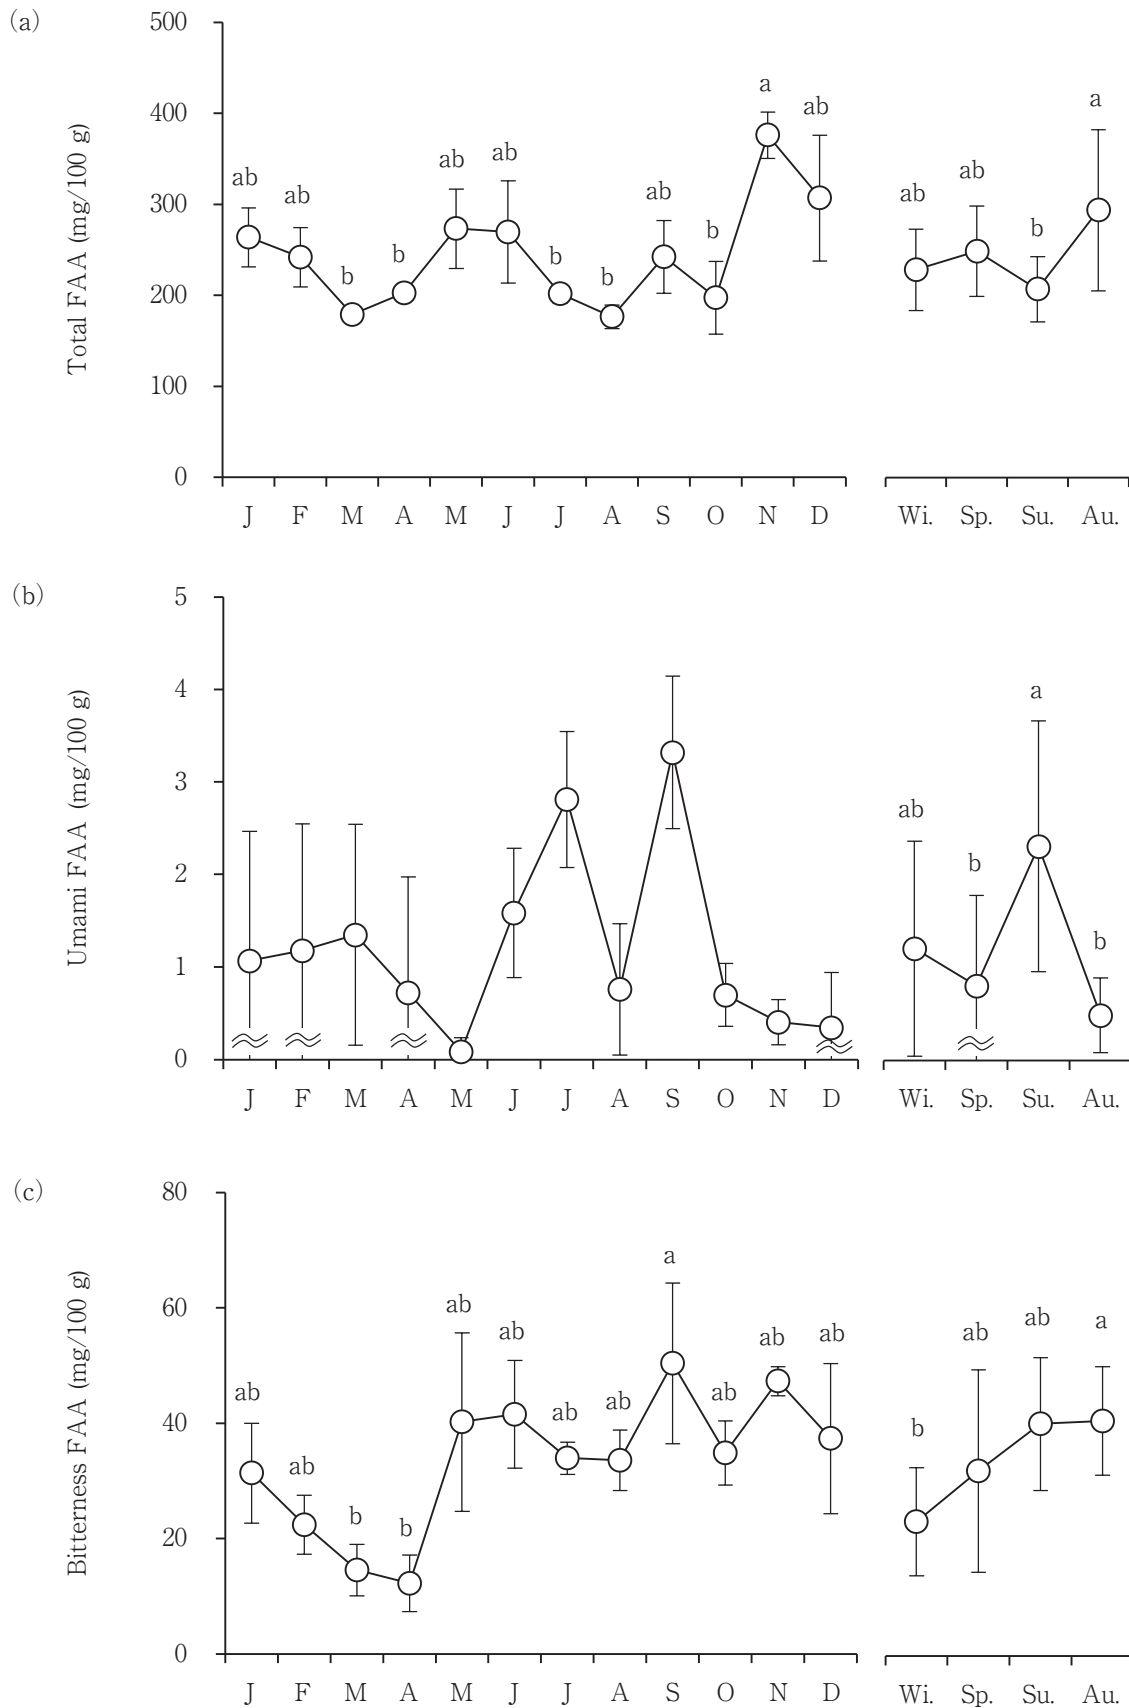 (a)
Total FAA (mg/100 g)
500
400
300
200
100
0
ab
ab
b
b
ab
ab
b
b
ab
b
a
ab
ab
ab
b
a
J F M A M J J A S O N D Wi. Sp. Su. Au.
(b)
Umami FAA (mg/100 g)
5
4
3
2
1
0
ab
b
a
b
J F M A M J J A S O N D Wi. Sp. Su. Au.
(c)
Bitterness FAA (mg/100 g)
80
60
40
20
0
ab
ab
b
b
ab
ab
ab
ab
a
ab
ab
ab
b
ab
ab
a
J F M A M J J A S O N D Wi. Sp. Su. Au.